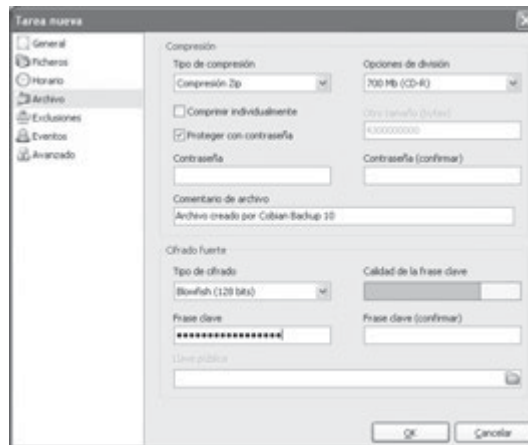 Tarea nueva
General
Ficheros
Horario
Archivo
Exclusiones
Eventos
Avanzado
Compresión
Tipo de compresión
Opciones de división
Compresión Zip
700 Mb (CD-R)
Comprimir individualmente
Otro tamaño (bytes)
Proteger con contraseña
4300000000
Contraseña
Contraseña (confirmar)
Comentario de archivo
Archivo creado por Cobian Backup 10
Cifrado fuerte
Tipo de cifrado
Calidad de la frase clave
Blowfish (128 bits)
Frase clave
Frase clave (confirmar)
Clave pública
OK
Cancelar